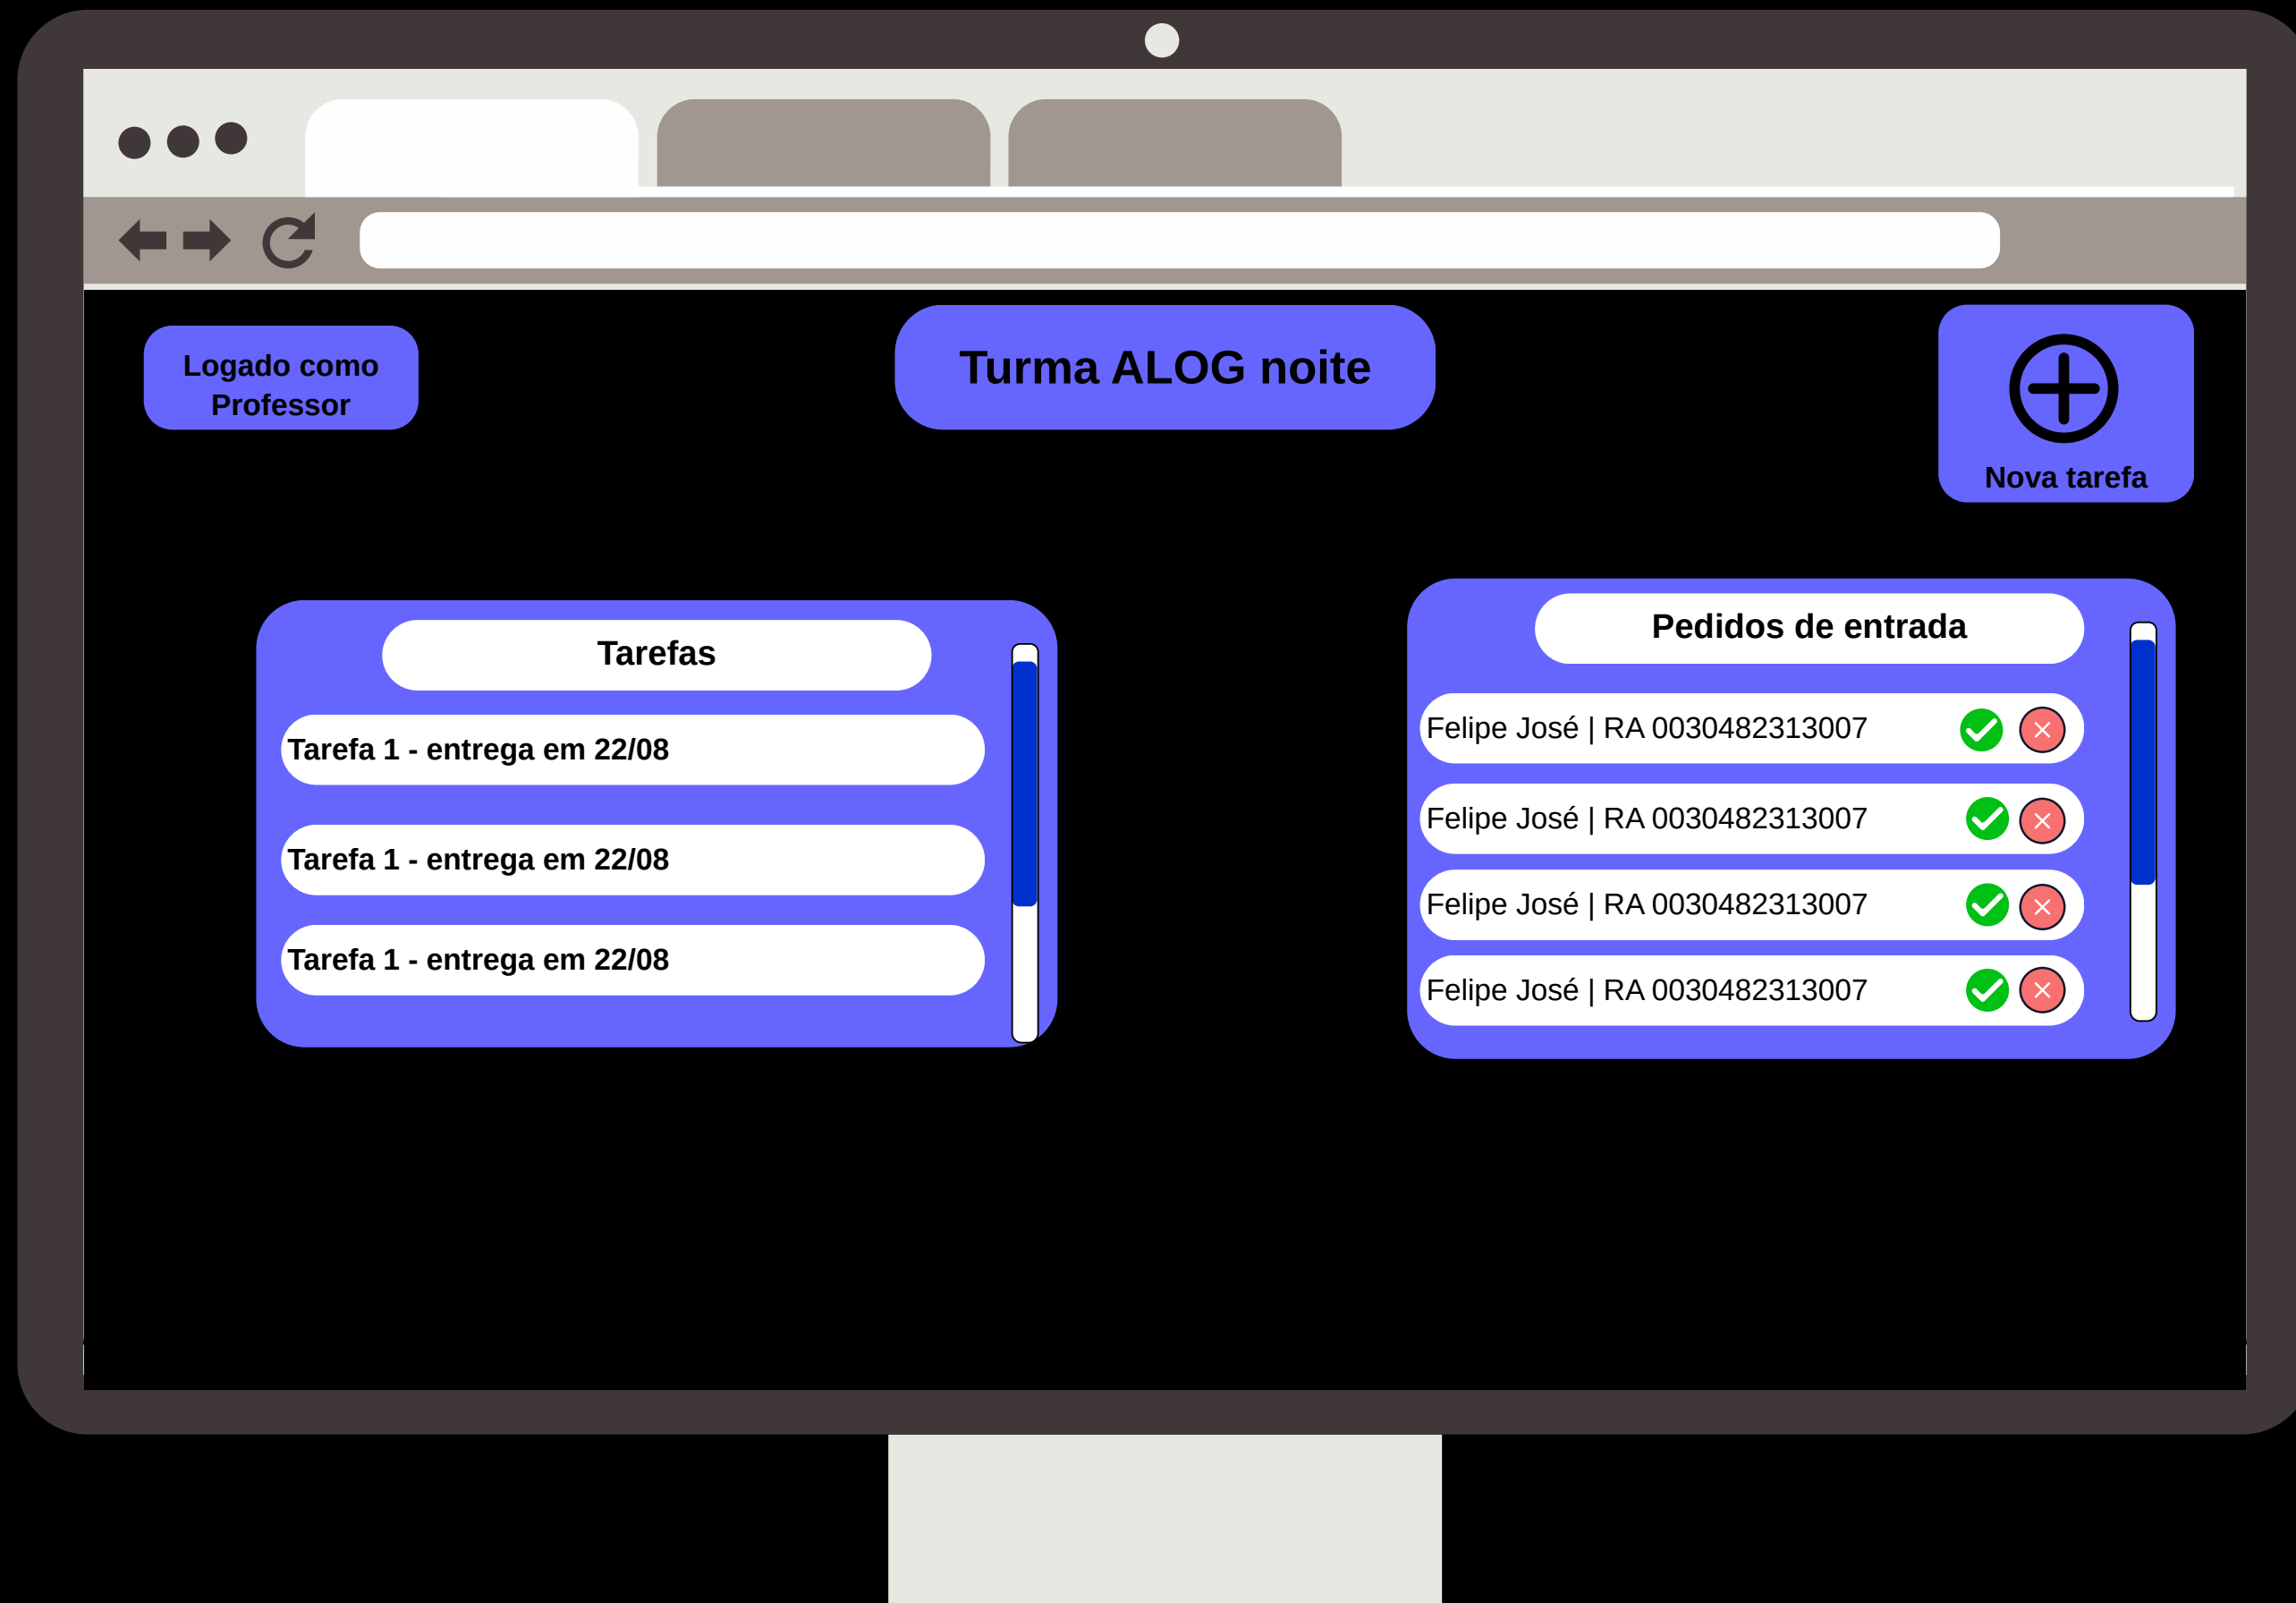 Logado como
Professor
Turma ALOG noite
Nova tarefa
Tarefas
Tarefa 1 - entrega em 22/08
Tarefa 1 - entrega em 22/08
Tarefa 1 - entrega em 22/08
Pedidos de entrada
Felipe José | RA 0030482313007
Felipe José | RA 0030482313007
Felipe José | RA 0030482313007
Felipe José | RA 0030482313007